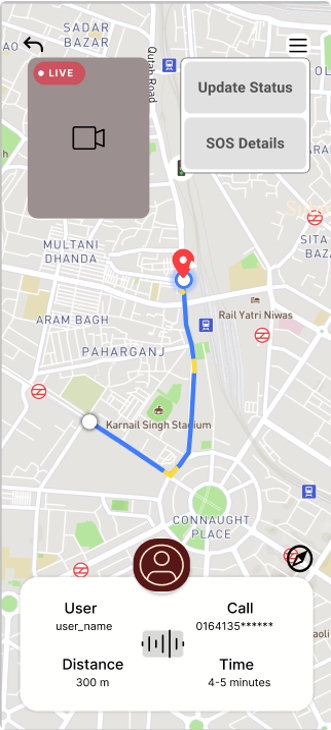 SADAR
BAZAR
AO
Qutab Road
LIVE
Update Status
SOS Details
MULTANI
DHANDA
SITA
BAZ
Rail Yatri Niwas
ARAM BAGH
PAHARGANJ
Karnail Singh Stadium
CONNAUGHT
PLACE
User
user_name
Call
0164135******
Distance
300 m
Time
4-5 minutes